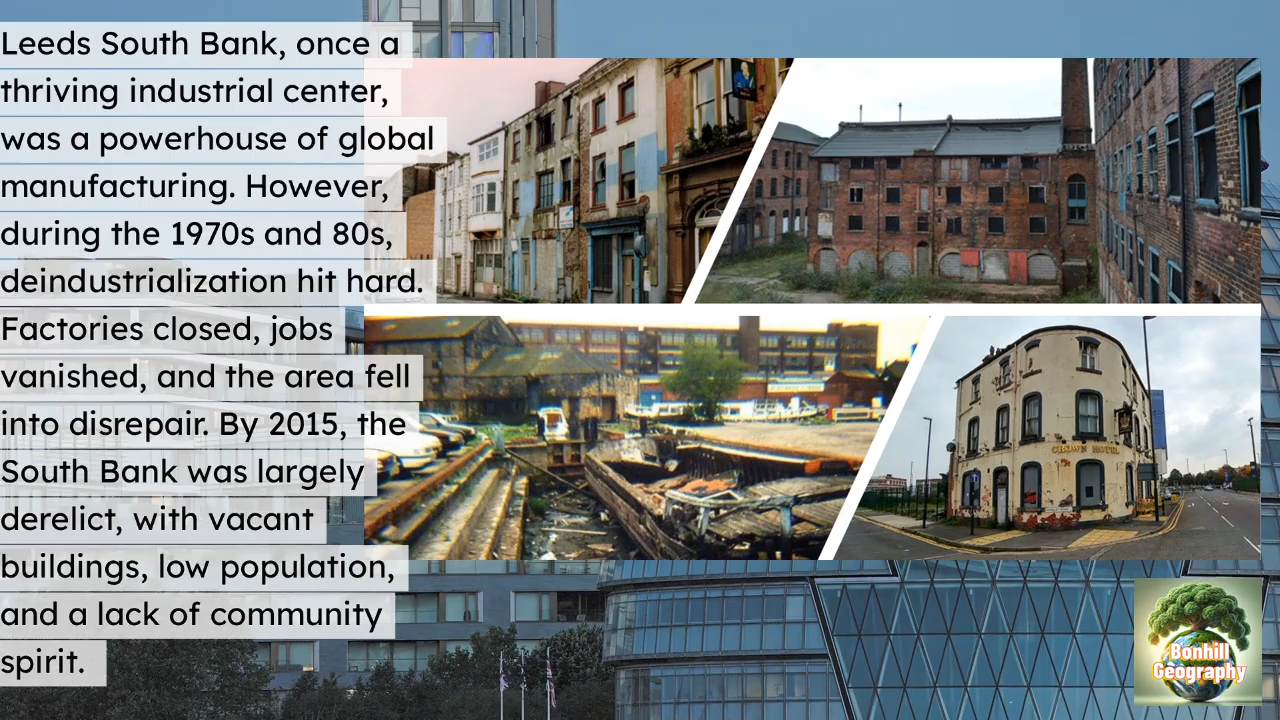 Leeds South Bank, once a
thriving industrial center,
was a powerhouse of global
manufacturing. However,
during the 1970s and 80s,
deindustrialization hit hard.
Factories closed, jobs
vanished, and the area fell
into disrepair. By 2015, the
South Bank was largely
derelict, with vacant
buildings, low population,
and a lack of community
spirit.
CROWN HOTEL
Bonhill
Geography